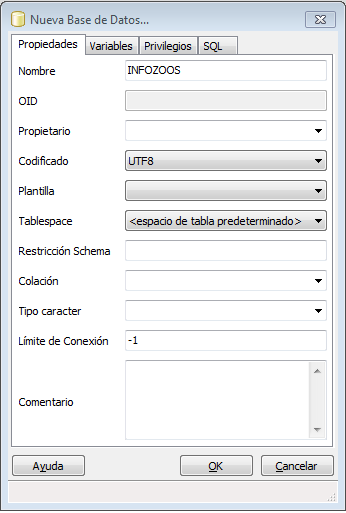 Nueva Base de Datos...
Propiedades Variables Privilegios SQL
Nombre INFOZOOS
OID
Propietario
Codificado UTF8
Plantilla
Tablespace <espacio de tabla predeterminado>
Restricción Schema
Colación
Tipo caracter
Límite de Conexión -1
Comentario
Ayuda OK Cancelar